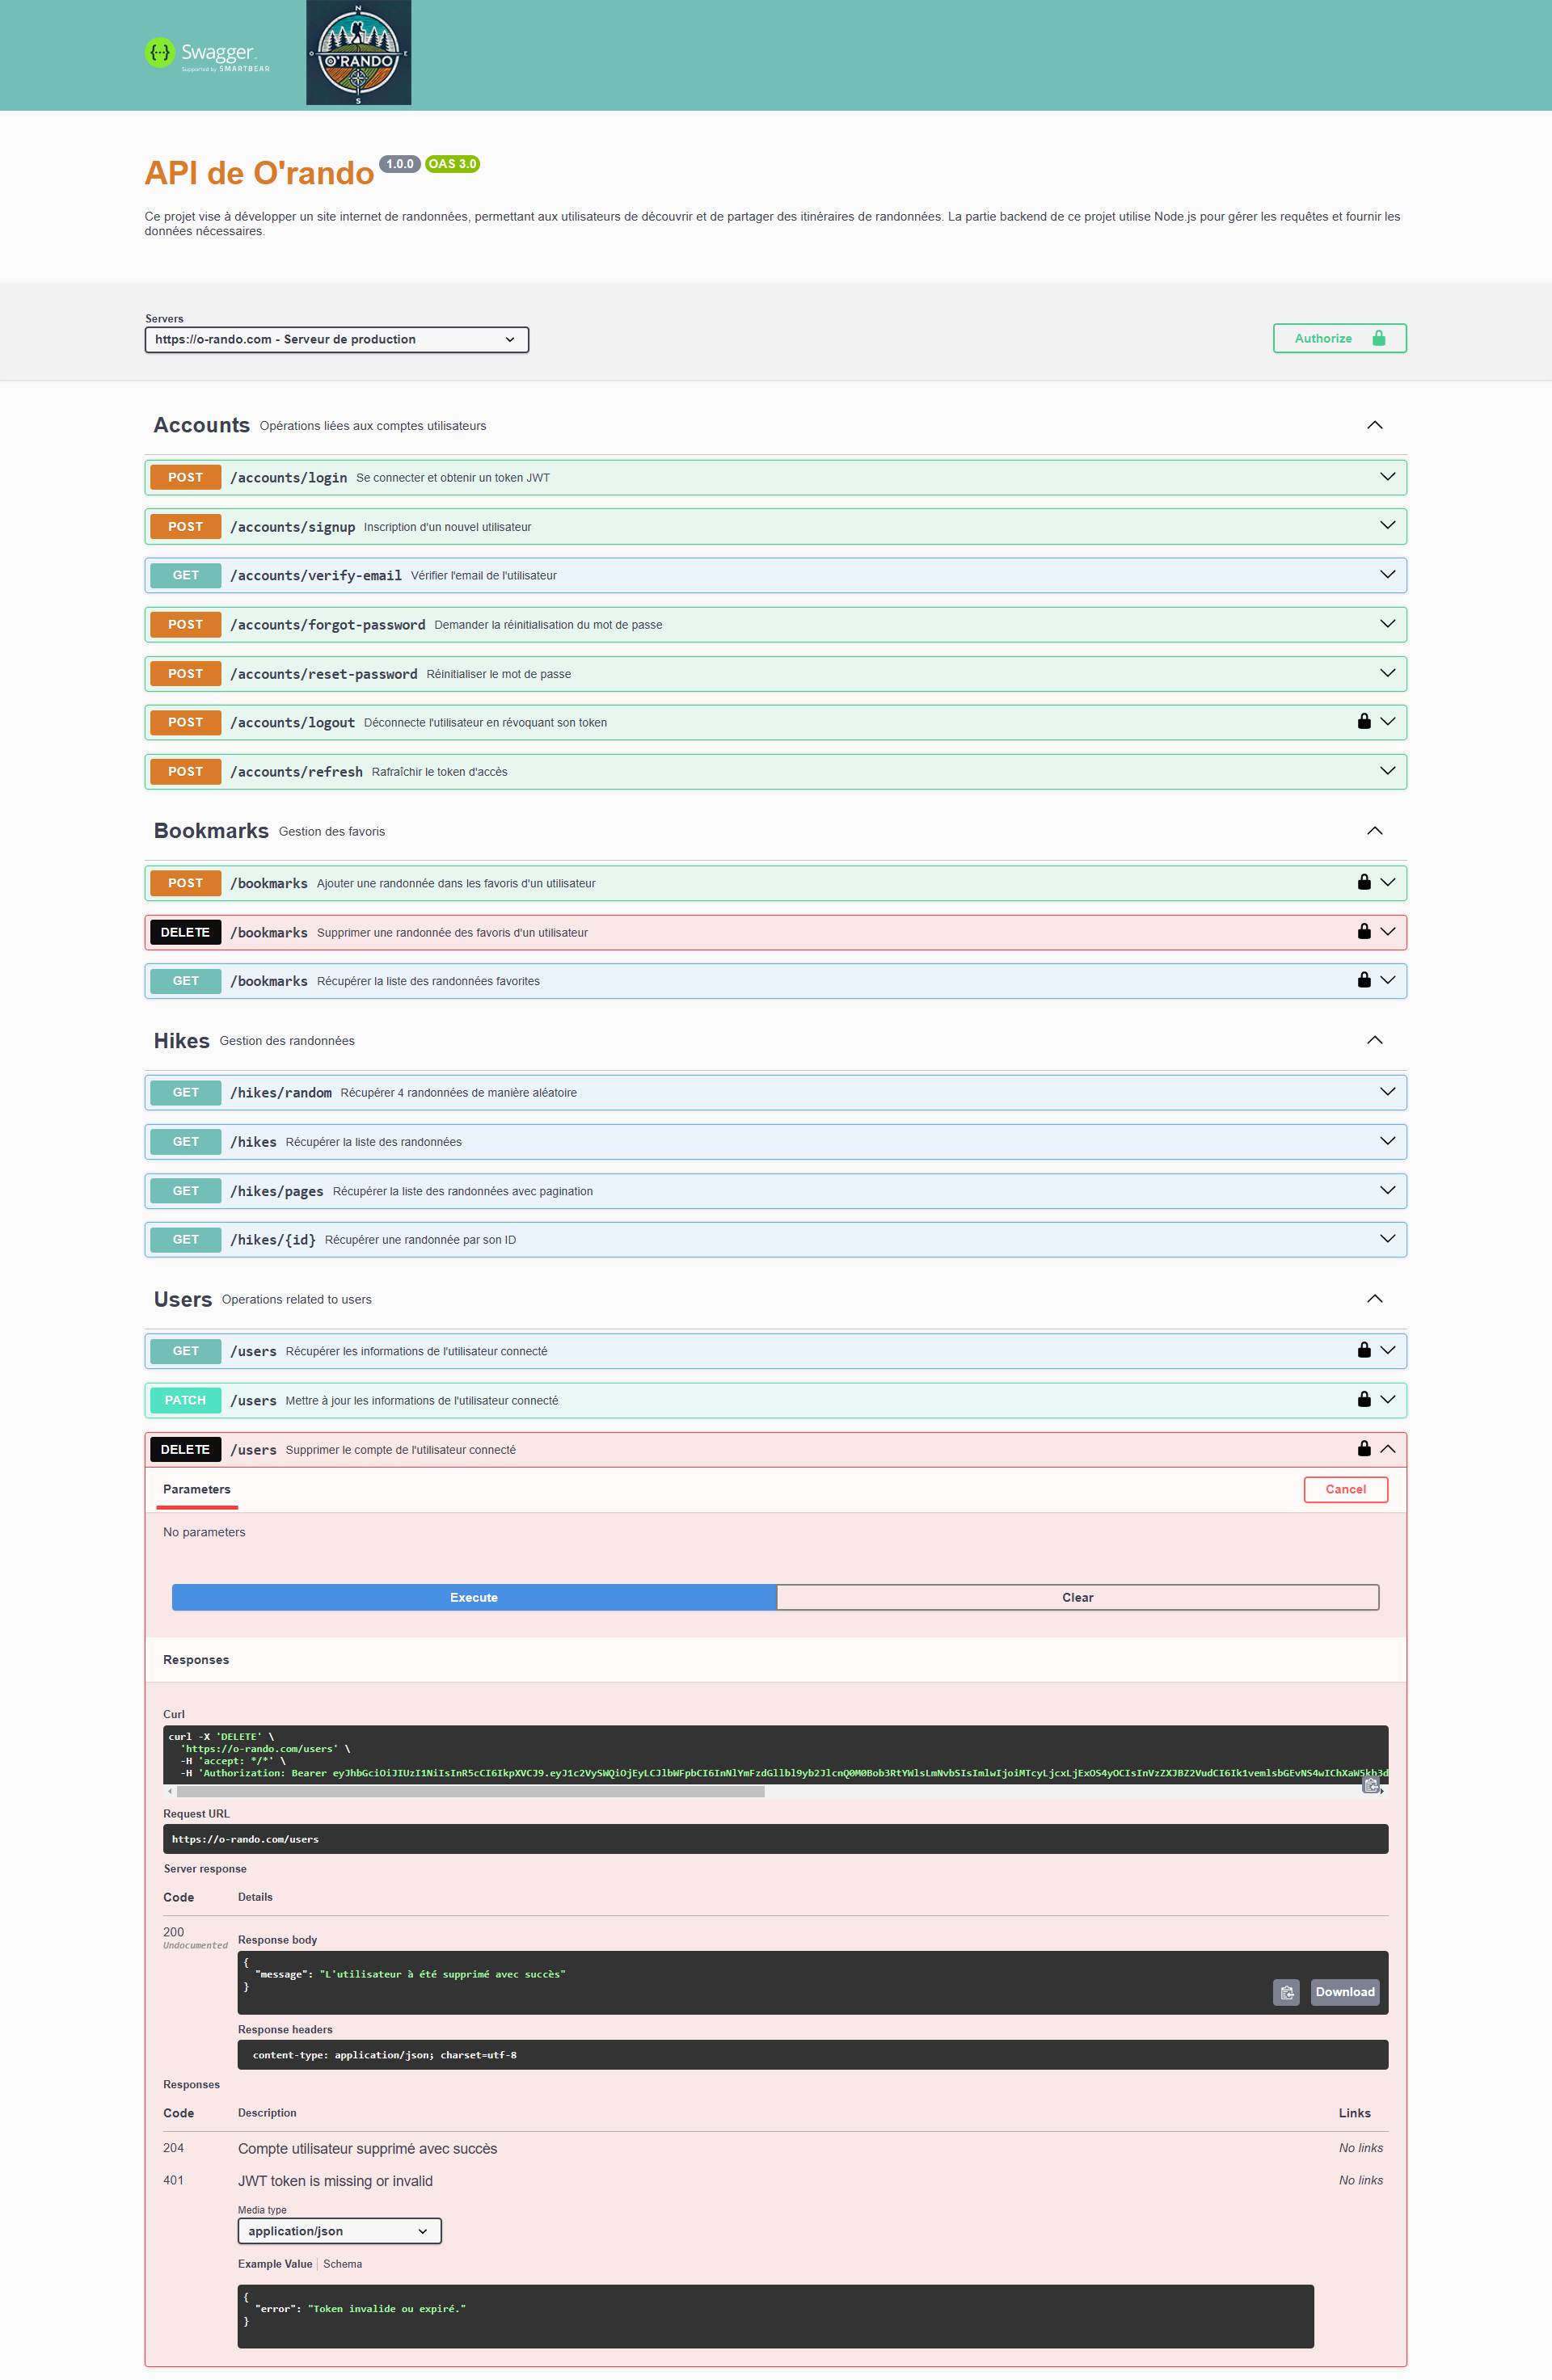 Swagger.
Supported by SMARTBEAR
N
O
E
O'RANDO
S
API de O'rando 1.0.0 OAS 3.0
Ce projet vise à développer un site internet de randonnées, permettant aux utilisateurs de découvrir et de partager des itinéraires de randonnées. La partie backend de ce projet utilise Node.js pour gérer les requêtes et fournir les
données nécessaires.
Servers
https://o-rando.com - Serveur de production
Authorize
Accounts Opérations liées aux comptes utilisateurs
POST /accounts/login Se connecter et obtenir un token JWT
POST /accounts/signup Inscription d'un nouvel utilisateur
GET /accounts/verify-email Vérifier l'email de l'utilisateur
POST /accounts/forgot-password Demander la réinitialisation du mot de passe
POST /accounts/reset-password Réinitialiser le mot de passe
POST /accounts/logout Déconnecte l'utilisateur en révoquant son token
POST /accounts/refresh Rafraîchir le token d'accès
Bookmarks Gestion des favoris
POST /bookmarks Ajouter une randonnée dans les favoris d'un utilisateur
DELETE /bookmarks Supprimer une randonnée des favoris d'un utilisateur
GET /bookmarks Récupérer la liste des randonnées favorites
Hikes Gestion des randonnées
GET /hikes/random Récupérer 4 randonnées de manière aléatoire
GET /hikes Récupérer la liste des randonnées
GET /hikes/pages Récupérer la liste des randonnées avec pagination
GET /hikes/{id} Récupérer une randonnée par son ID
Users Operations related to users
GET /users Récupérer les informations de l'utilisateur connecté
PATCH /users Mettre à jour les informations de l'utilisateur connecté
DELETE /users Supprimer le compte de l'utilisateur connecté
Parameters
Cancel
No parameters
Execute
Clear
Responses
Curl
curl -X 'DELETE' \
'https://o-rando.com/users' \
-H 'accept: */*' \
-H 'Authorization: Bearer
Request URL
https://o-rando.com/users
Server response
Code Details
200
Undocumented
Response body
{
"message": "L'utilisateur à été supprimé avec succès"
}
Download
Response headers
content-type: application/json; charset=utf-8
Responses
Code Description Links
204 Compte utilisateur supprimé avec succès No links
401 JWT token is missing or invalid No links
Media type
application/json
Example Value Schema
{
"error": "Token invalide ou expiré."
}